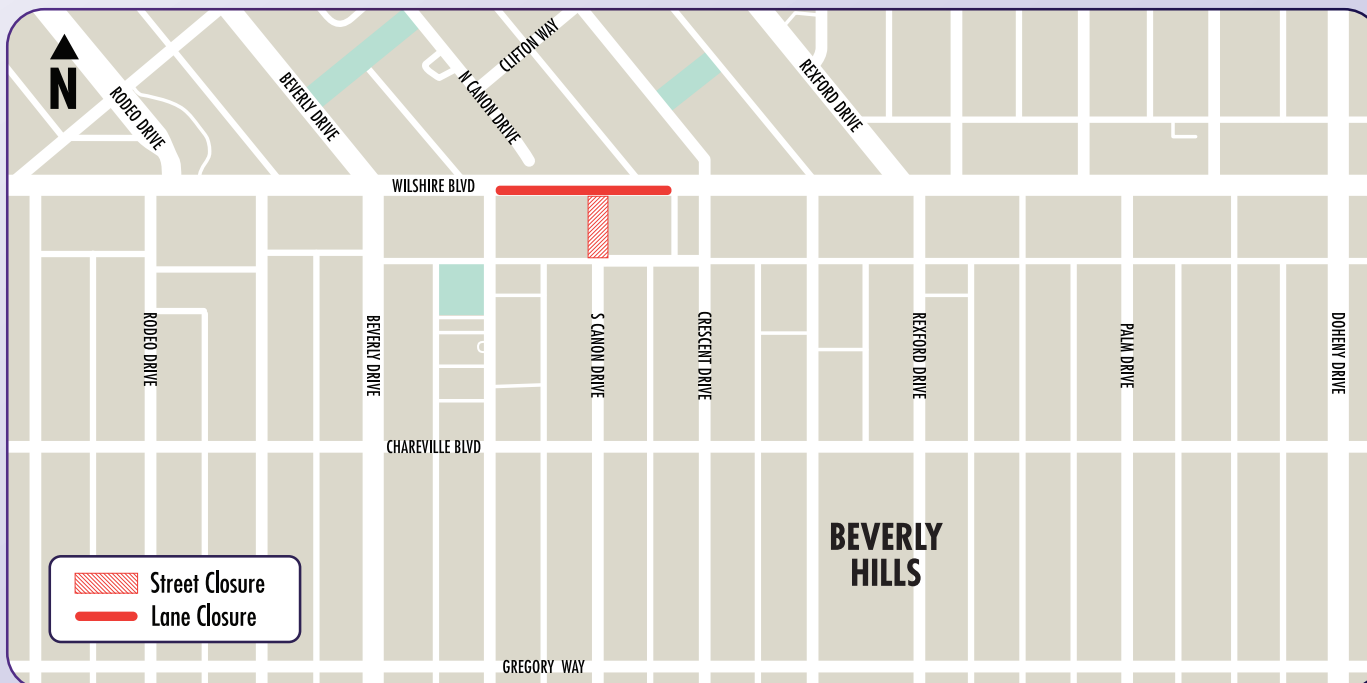 N
RODEO DRIVE
BEVERLY DRIVE
N CANON DRIVE
CLIFTON WAY
REXFORD DRIVE
WILSHIRE BLVD
RODEO DRIVE
BEVERLY DRIVE
S CANON DRIVE
CRESCENT DRIVE
REXFORD DRIVE
PALM DRIVE
DOHENY DRIVE
CHAREVILLE BLVD
BEVERLY
HILLS
Street Closure
Lane Closure
GREGORY WAY